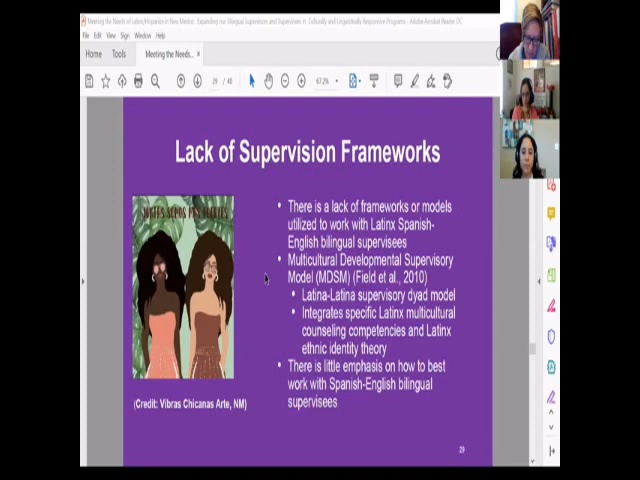 Meeting the Needs of Latinx/Hispanics in New Mexico: Expanding our Bilingual Supervisors and Supervisees in Culturally and Linguistically Responsive Programs - Adobe Acrobat Reader DC
File Edit View Sign Window Help
Home Tools Meeting the Needs... ×
29 / 40 67.2%
Lack of Supervision Frameworks
JUNTES SOMOS MÁS FUERTES
• There is a lack of frameworks or models
utilized to work with Latinx Spanish-
English bilingual supervisees
• Multicultural Developmental Supervisory
Model (MDSM) (Field et al., 2010)
• Latina-Latina supervisory dyad model
• Integrates specific Latinx multicultural
counseling competencies and Latinx
ethnic identity theory
• There is little emphasis on how to best
work with Spanish-English bilingual
supervisees
(Credit: Vibras Chicanas Arte, NM)
29